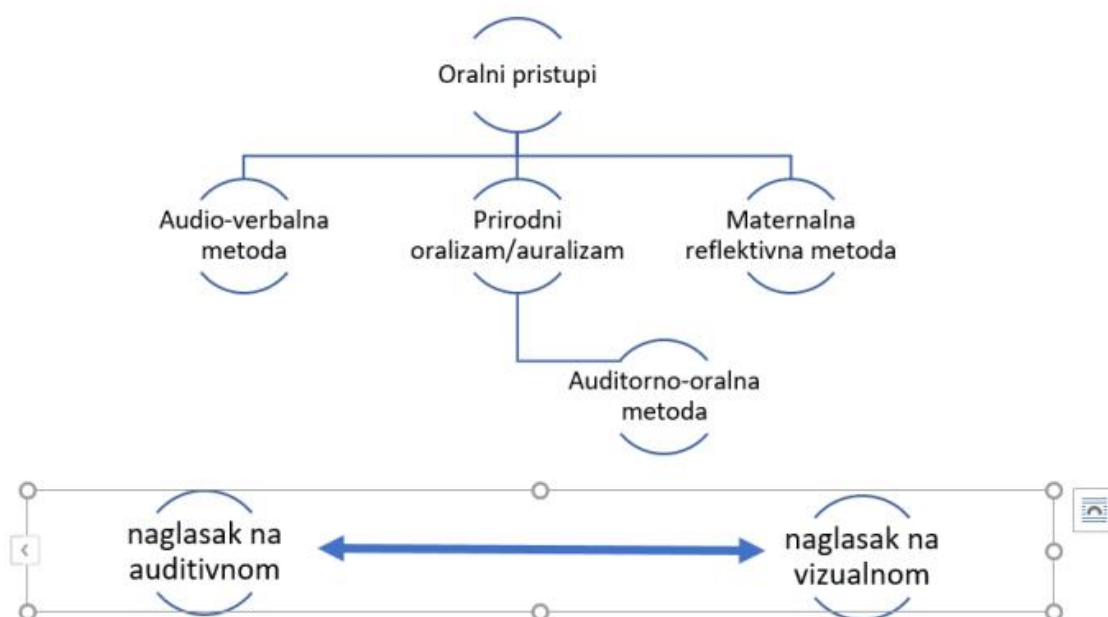 Oralni pristupi
Audio-verbalna
metoda
Prirodni
oralizam/auralizam
Maternalna
reflektivna metoda
Auditorno-oralna
metoda
naglasak na
auditivnom
naglasak na
vizualnom